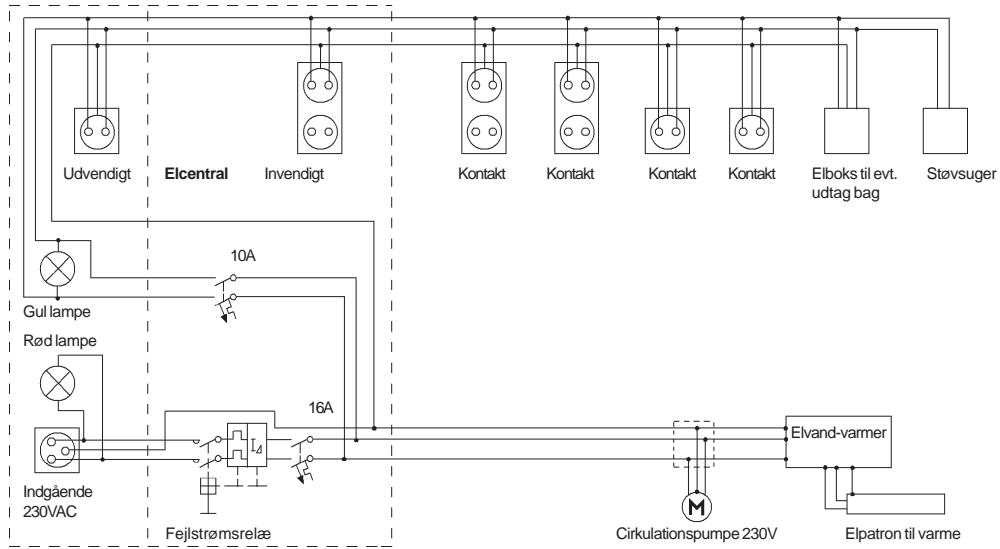 Udvendigt
Elcentral
Invendigt
Kontakt
Kontakt
Kontakt
Kontakt
Elboks til evt.
udtag bag
Støvsuger
10A
Gul lampe
Rød lampe
16A
Elvand-varmer
Indgående
230VAC
Fejlstrømsrelæ
M
Cirkulationspumpe 230V
Elpatron til varme